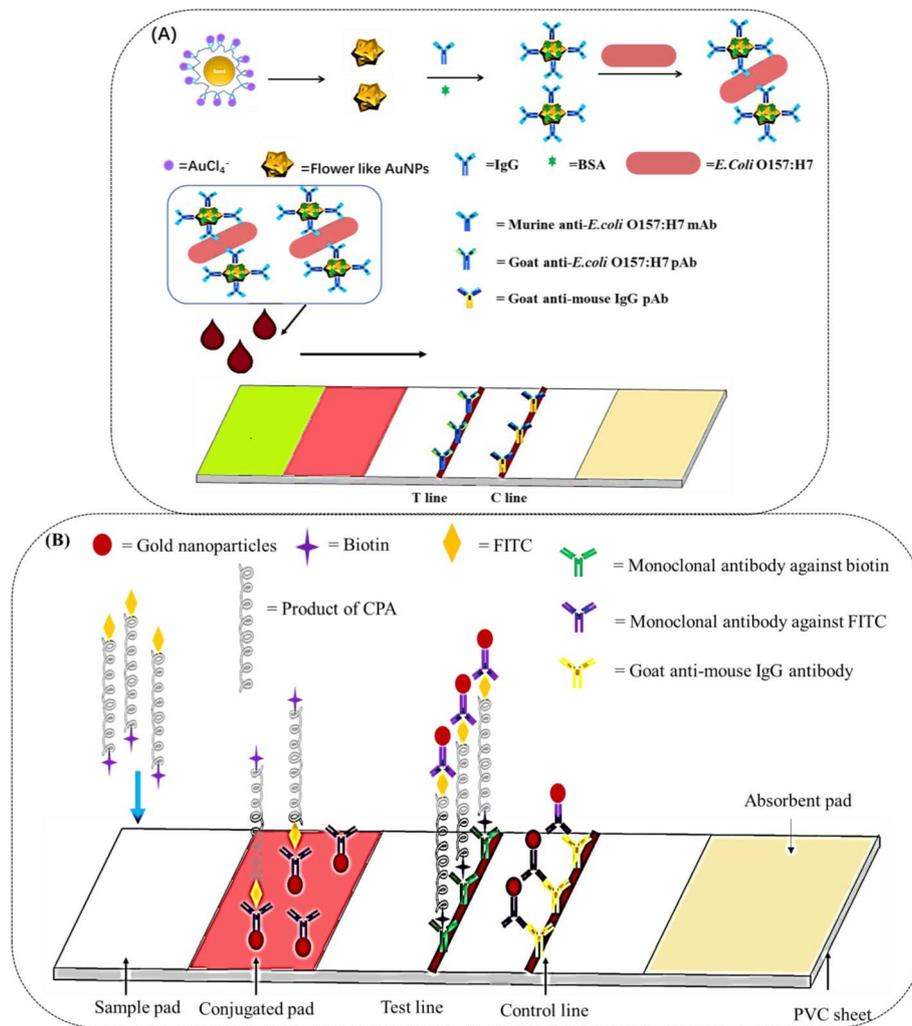 (A)
Seed
=AuCl₄⁻
=Flower like AuNPs
=IgG
=BSA
=E.Coli O157:H7
= Murine anti-E.coli O157:H7 mAb
= Goat anti-E.coli O157:H7 pAb
= Goat anti-mouse IgG pAb
T line
C line
(B)
= Gold nanoparticles
= Biotin
= FITC
= Product of CPA
= Monoclonal antibody against biotin
= Monoclonal antibody against FITC
= Goat anti-mouse IgG antibody
Absorbent pad
Sample pad
Conjugated pad
Test line
Control line
PVC sheet